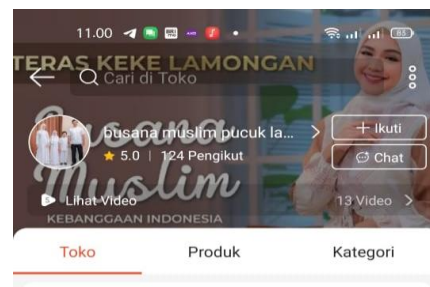 11.00
85
TERAS KEKE LAMONGAN
Cari di Toko
Busana
busana muslim pucuk la...
+ Ikuti
5.0 | 124 Pengikut
Chat
Muslim
Lihat Video
13 Video
KEBANGGAAN INDONESIA
Toko
Produk
Kategori